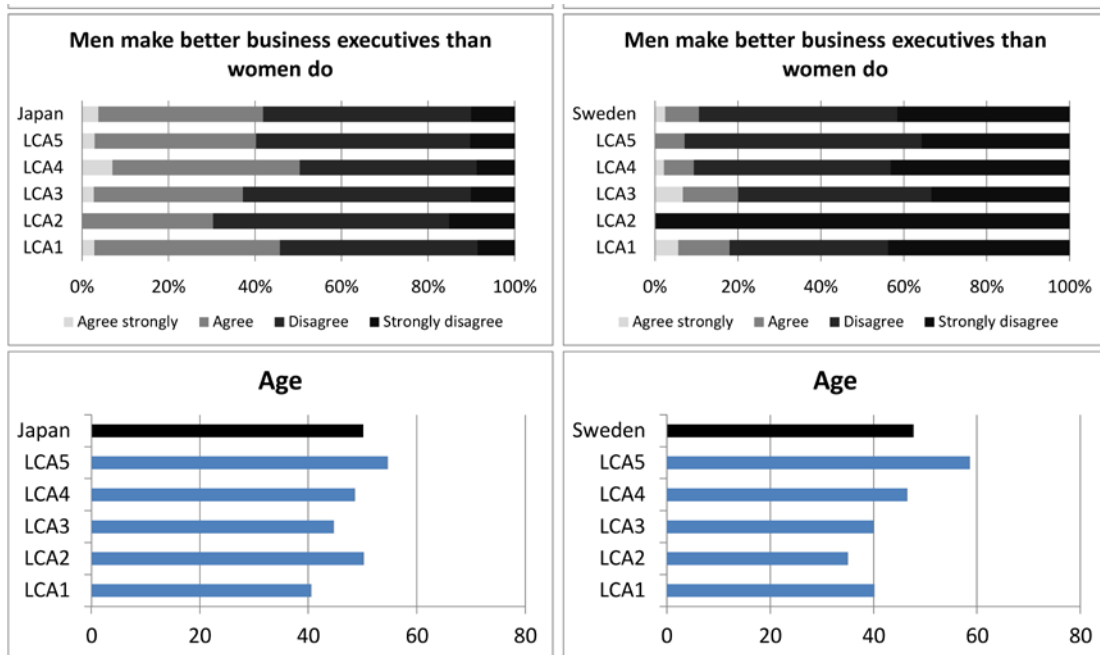 Men make better business executives than
women do
Japan
LCA5
LCA4
LCA3
LCA2
LCA1
0% 20% 40% 60% 80% 100%
Agree strongly Agree Disagree Strongly disagree
Men make better business executives than
women do
Sweden
LCA5
LCA4
LCA3
LCA2
LCA1
0% 20% 40% 60% 80% 100%
Agree strongly Agree Disagree Strongly disagree
Age
Japan
LCA5
LCA4
LCA3
LCA2
LCA1
0 20 40 60 80
Age
Sweden
LCA5
LCA4
LCA3
LCA2
LCA1
0 20 40 60 80